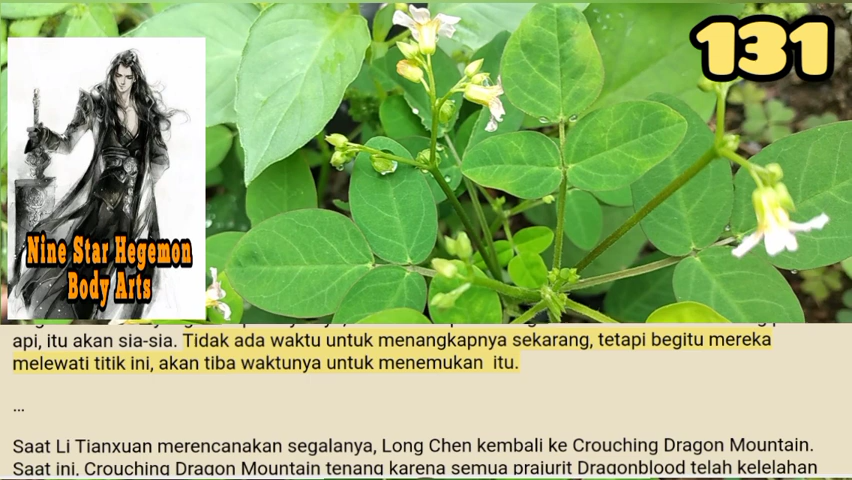 131
Nine Star Hegemon
Body Arts
api, itu akan sia-sia. Tidak ada waktu untuk menangkapnya sekarang, tetapi begitu mereka
melewati titik ini, akan tiba waktunya untuk menemukan itu.
...
Saat Li Tianxuan merencanakan segalanya, Long Chen kembali ke Crouching Dragon Mountain.
Saat ini, Crouching Dragon Mountain tenang karena semua prajurit Dragonblood telah kelelahan